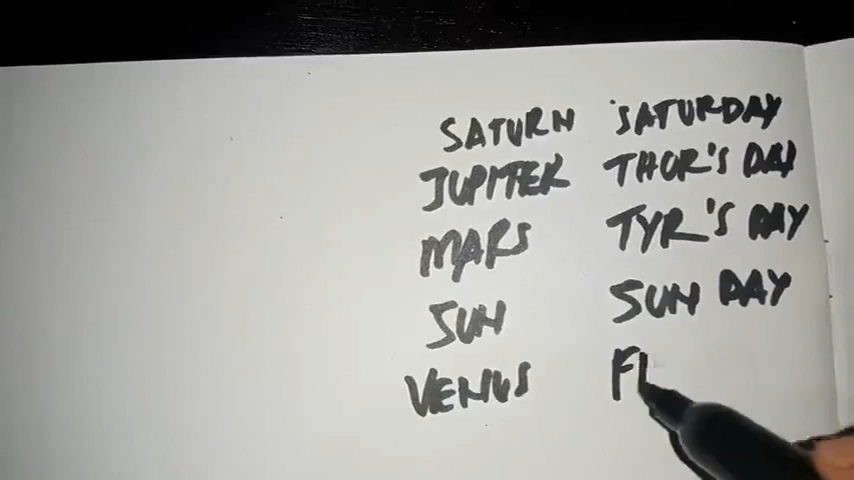 SATURN SATURDAY
JUPITER THOR'S DAY
MARS TYR'S DAY
SUN SUN DAY
VENUS F